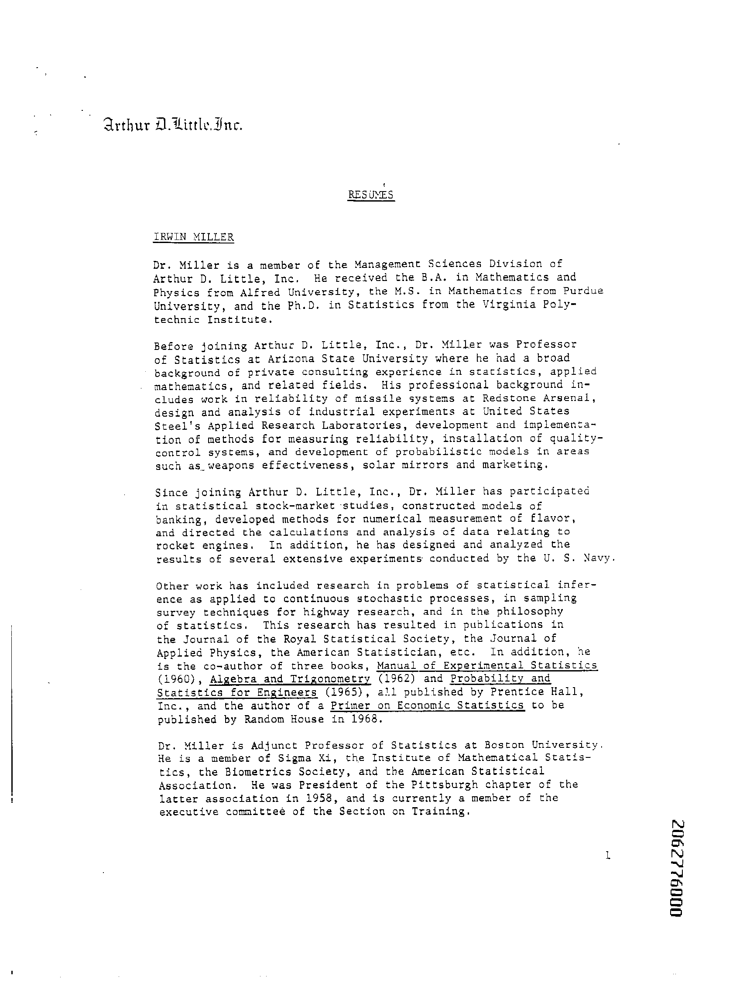 Arthur D. Little, Inc.
RESUMES
IRWIN MILLER
Dr. Miller is a member of the Management Sciences Division of
Arthur D. Little, Inc. He received the B.A. in Mathematics and
Physics from Alfred University, the M.S. in Mathematics from Purdue
University, and the Ph.D. in Statistics from the Virginia Poly-
technic Institute.
Before joining Arthur D. Little, Inc., Dr. Miller was Professor
of Statistics at Arizona State University where he had a broad
background of private consulting experience in statistics, applied
mathematics, and related fields. His professional background in-
cludes work in reliability of missile systems at Redstone Arsenal,
design and analysis of industrial experiments at United States
Steel's Applied Research Laboratories, development and implementa-
tion of methods for measuring reliability, installation of quality-
control systems, and development of probabilistic models in areas
such as weapons effectiveness, solar mirrors and marketing.
Since joining Arthur D. Little, Inc., Dr. Miller has participated
in statistical stock-market studies, constructed models of
banking, developed methods for numerical measurement of flavor,
and directed the calculations and analysis of data relating to
rocket engines. In addition, he has designed and analyzed the
results of several extensive experiments conducted by the U. S. Navy.
Other work has included research in problems of statistical infer-
ence as applied to continuous stochastic processes, in sampling
survey techniques for highway research, and in the philosophy
of statistics. This research has resulted in publications in
the Journal of the Royal Statistical Society, the Journal of
Applied Physics, the American Statistician, etc. In addition, he
is the co-author of three books, Manual of Experimental Statistics
(1960), Algebra and Trigonometry (1962) and Probability and
Statistics for Engineers (1965), all published by Prentice Hall,
Inc., and the author of a Primer on Economic Statistics to be
published by Random House in 1968.
Dr. Miller is Adjunct Professor of Statistics at Boston University.
He is a member of Sigma Xi, the Institute of Mathematical Statis-
tics, the Biometrics Society, and the American Statistical
Association. He was President of the Pittsburgh chapter of the
latter association in 1958, and is currently a member of the
executive committee of the Section on Training.
1
2062776000